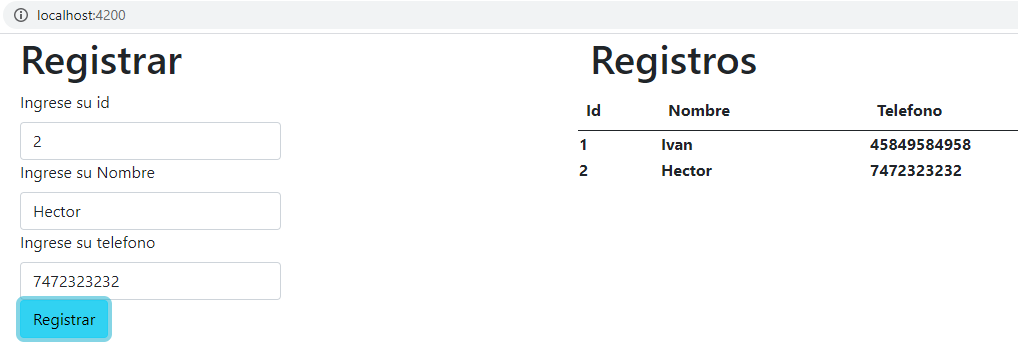 localhost:4200
Registrar
Ingrese su id
2
Ingrese su Nombre
Hector
Ingrese su telefono
7472323232
Registrar
Registros
Id Nombre Telefono
1 Ivan 45849584958
2 Hector 7472323232